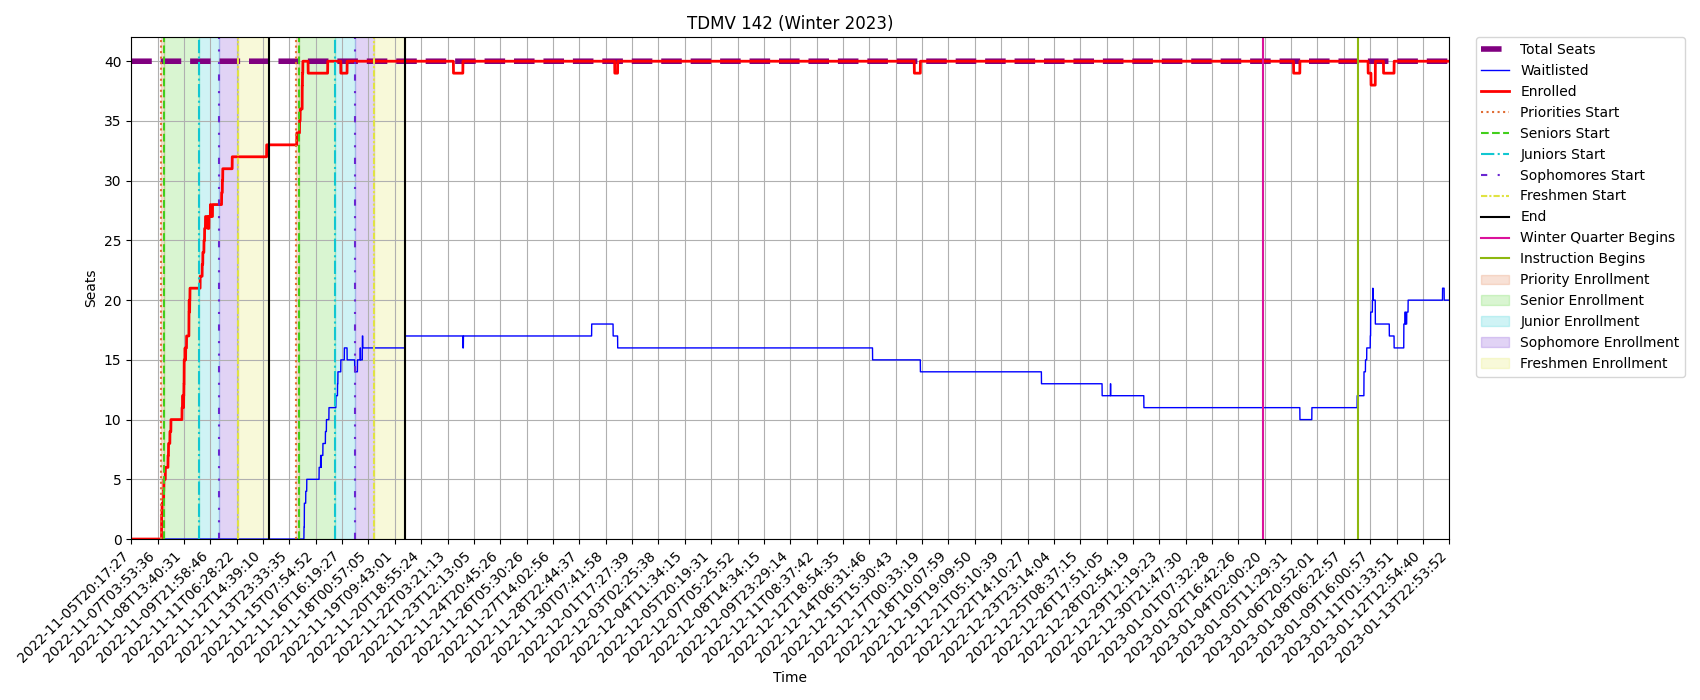 TDMV 142 (Winter 2023)
Seats
40
35
30
25
20
15
10
5
0
2022-11-05T20:17:27
2022-11-07T03:53:36
2022-11-08T13:40:31
2022-11-09T21:58:46
2022-11-11T06:28:22
2022-11-12T14:39:10
2022-11-13T23:33:35
2022-11-15T07:54:52
2022-11-16T16:19:27
2022-11-18T00:57:05
2022-11-19T09:43:01
2022-11-20T18:55:24
2022-11-22T03:21:13
2022-11-23T12:13:05
2022-11-24T20:45:26
2022-11-26T05:30:26
2022-11-27T14:02:56
2022-11-28T22:44:37
2022-11-30T07:41:58
2022-12-01T17:27:39
2022-12-03T02:25:38
2022-12-04T11:34:15
2022-12-05T20:19:31
2022-12-07T05:25:52
2022-12-08T14:34:15
2022-12-09T23:29:14
2022-12-11T08:37:42
2022-12-12T18:54:35
2022-12-14T06:31:46
2022-12-15T15:30:43
2022-12-17T00:33:19
2022-12-18T10:07:59
2022-12-19T19:09:50
2022-12-21T05:10:39
2022-12-22T14:10:27
2022-12-23T23:14:04
2022-12-25T08:37:15
2022-12-26T17:51:05
2022-12-28T02:54:19
2022-12-29T12:19:23
2022-12-30T21:47:30
2023-01-01T07:32:28
2023-01-02T16:42:26
2023-01-04T02:00:20
2023-01-05T11:29:31
2023-01-06T20:52:01
2023-01-08T06:22:57
2023-01-09T16:00:57
2023-01-11T01:33:51
2023-01-12T12:54:40
2023-01-13T22:53:52
Time
Total Seats
Waitlisted
Enrolled
Priorities Start
Seniors Start
Juniors Start
Sophomores Start
Freshmen Start
End
Winter Quarter Begins
Instruction Begins
Priority Enrollment
Senior Enrollment
Junior Enrollment
Sophomore Enrollment
Freshmen Enrollment